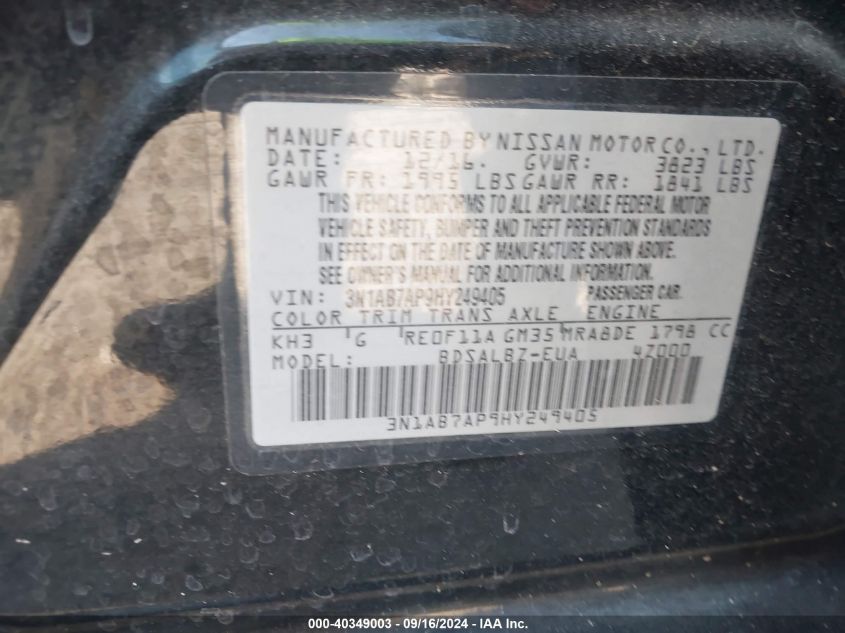 MANUFACTURED BY NISSAN MOTOR CO., LTD.
DATE: 12/16. GVWR: 3823 LBS
GAWR FR: 1995 LBS GAWR RR: 1841 LBS
THIS VEHICLE CONFORMS TO ALL APPLICABLE FEDERAL MOTOR
VEHICLE SAFETY, BUMPER AND THEFT PREVENTION STANDARDS
IN EFFECT ON THE DATE OF MANUFACTURE SHOWN ABOVE.
SEE OWNER'S MANUAL FOR ADDITIONAL INFORMATION.
VIN: 3N1AB7AP9HY249405 PASSENGER CAR.
COLOR TRIM TRANS AXLE ENGINE
KH3 G RE0F11A GM35 MRA8DE 1798 CC
MODEL: BDSALBZ-EUA 4Z000
3N1AB7AP9HY249405
000-40349003 - 09/16/2024 - IAA Inc.